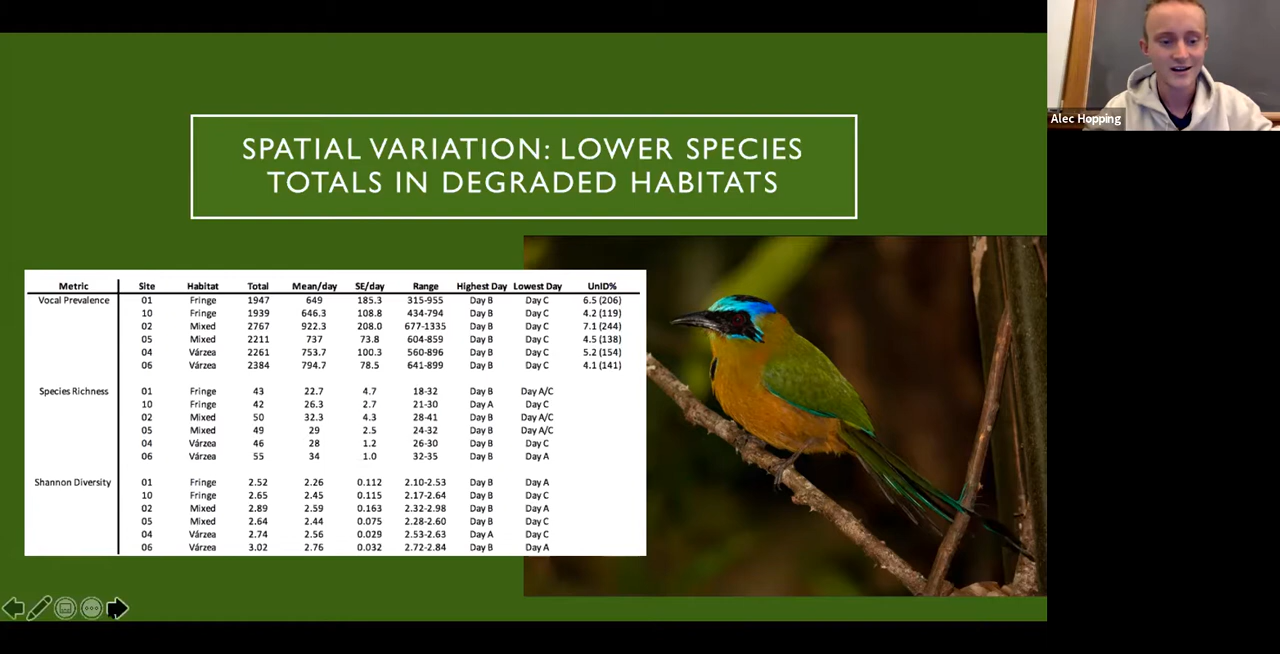 SPATIAL VARIATION: LOWER SPECIES
TOTALS IN DEGRADED HABITATS
Alec Hopping
Metric Site Habitat Total Mean/day SE/day Range Highest Day Lowest Day UnID%
Vocal Prevalence 01 Fringe 1947 649 185.3 315-955 Day B Day C 6.5 (206)
10 Fringe 1939 646.3 108.8 434-794 Day B Day C 4.2 (119)
02 Mixed 2767 922.3 208.0 677-1335 Day B Day C 7.1 (244)
05 Mixed 2211 737 73.8 604-859 Day B Day C 4.5 (138)
04 Várzea 2261 753.7 100.3 560-896 Day B Day C 5.2 (154)
06 Várzea 2384 794.7 78.5 641-899 Day B Day C 4.1 (141)
Species Richness 01 Fringe 43 22.7 4.7 18-32 Day B Day A/C
10 Fringe 42 26.3 2.7 21-30 Day A Day C
02 Mixed 50 32.3 4.3 28-41 Day B Day A/C
05 Mixed 49 29 2.5 24-32 Day B Day A/C
04 Várzea 46 28 1.2 26-30 Day B Day C
06 Várzea 55 34 1.0 32-35 Day B Day A
Shannon Diversity 01 Fringe 2.52 2.26 0.112 2.10-2.53 Day B Day A
10 Fringe 2.65 2.45 0.115 2.17-2.64 Day B Day C
02 Mixed 2.89 2.59 0.163 2.32-2.98 Day B Day A
05 Mixed 2.64 2.44 0.075 2.28-2.60 Day B Day C
04 Várzea 2.74 2.56 0.029 2.53-2.63 Day A Day C
06 Várzea 3.02 2.76 0.032 2.72-2.84 Day B Day A